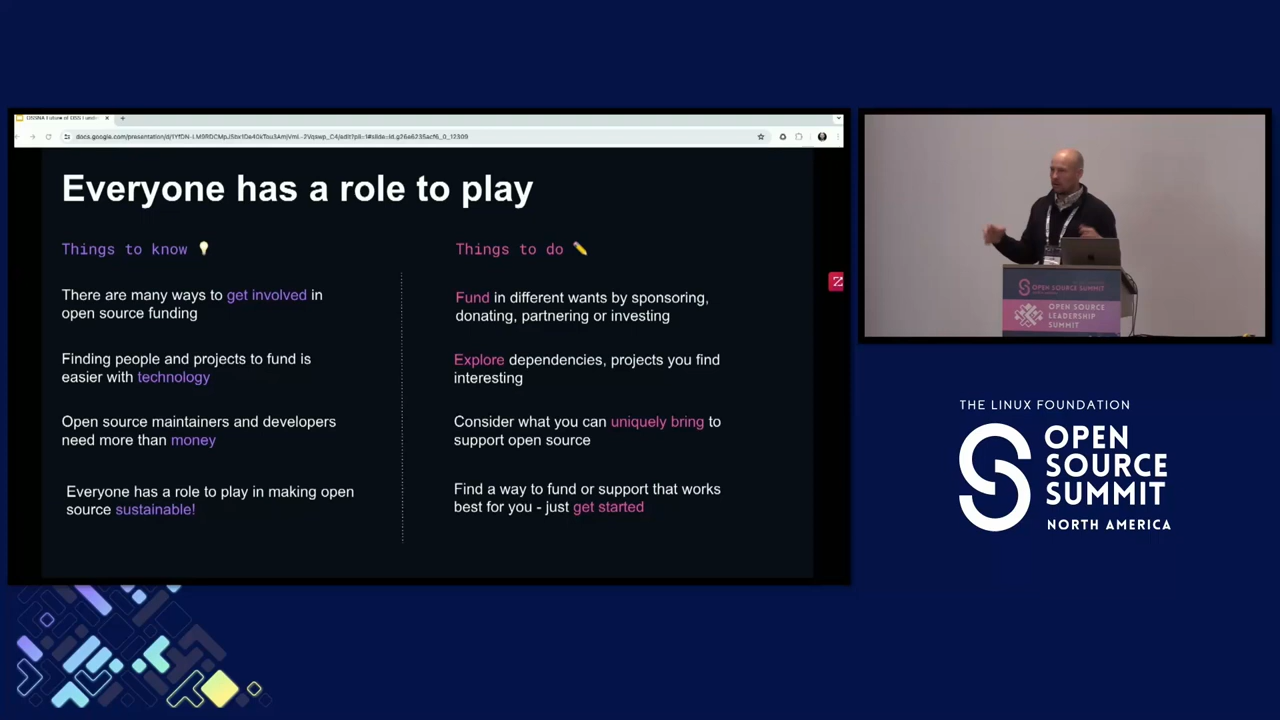 Everyone has a role to play
Things to know
There are many ways to get involved in
open source funding
Finding people and projects to fund is
easier with technology
Open source maintainers and developers
need more than money
Everyone has a role to play in making open
source sustainable!
Things to do
Fund in different wants by sponsoring,
donating, partnering or investing
Explore dependencies, projects you find
interesting
Consider what you can uniquely bring to
support open source
Find a way to fund or support that works
best for you - just get started
OPEN SOURCE SUMMIT
OPEN SOURCE
LEADERSHIP
SUMMIT
THE LINUX FOUNDATION
OPEN
SOURCE
SUMMIT
NORTH AMERICA